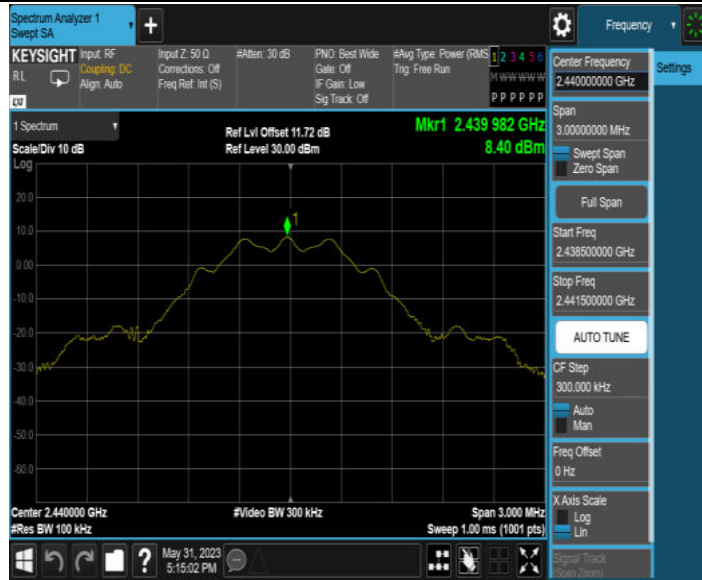 Spectrum Analyzer 1
Swept SA
+
Frequency
KEYSIGHT
RL
LXI
Input: RF
Coupling: DC
Align: Auto
Input Z: 50 Ω
Corrections: Off
Freq Ref: Int (S)
#Atten: 30 dB
PNO: Best Wide
Gate: Off
IF Gain: Low
Sig Track: Off
#Avg Type: Power (RMS
Trig: Free Run
1 2 3 4 5 6
M W W W W W
P P P P P P
1 Spectrum
Scale/Div 10 dB
Log
Ref Lvl Offset 11.72 dB
Ref Level 30.00 dBm
Mkr1 2.439 982 GHz
8.40 dBm
1
20.0
10.0
0.00
-10.0
-20.0
-30.0
-40.0
-50.0
-60.0
Center 2.440000 GHz
#Res BW 100 kHz
#Video BW 300 kHz
Span 3.000 MHz
Sweep 1.00 ms (1001 pts)
Center Frequency
2.440000000 GHz
Settings
Span
3.00000000 MHz
Swept Span
Zero Span
Full Span
Start Freq
2.438500000 GHz
Stop Freq
2.441500000 GHz
AUTO TUNE
CF Step
300.000 kHz
Auto
Man
Freq Offset
0 Hz
X Axis Scale
Log
Lin
Signal Track
(Span Zoom)
?
May 31, 2023
5:15:02 PM